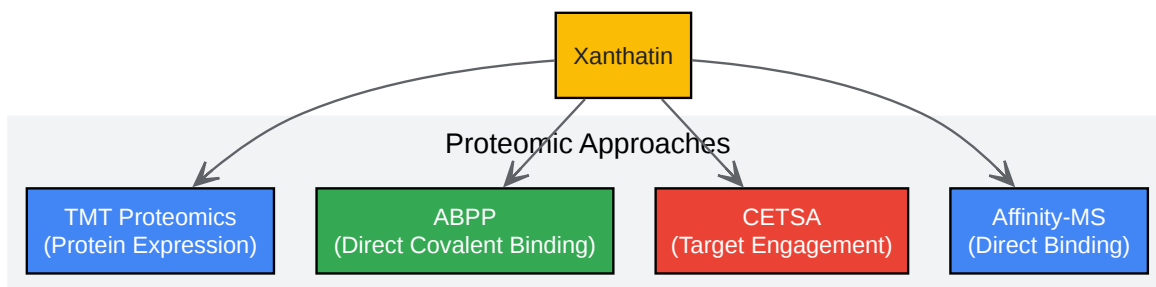 Xanthatin
Proteomic Approaches
TMT Proteomics
(Protein Expression)
ABPP
(Direct Covalent Binding)
CETSA
(Target Engagement)
Affinity-MS
(Direct Binding)